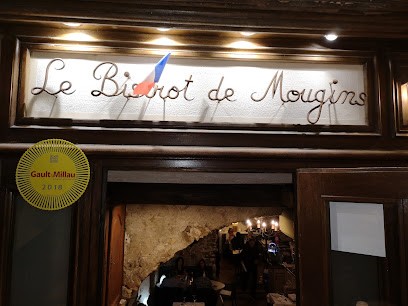 Le Bistrot de Mougins
Gault&Millau
2018